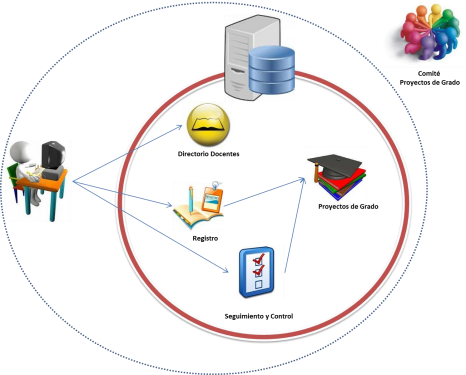 Comité
Proyectos de Grado
Directorio Docentes
Proyectos de Grado
Registro
Seguimiento y Control